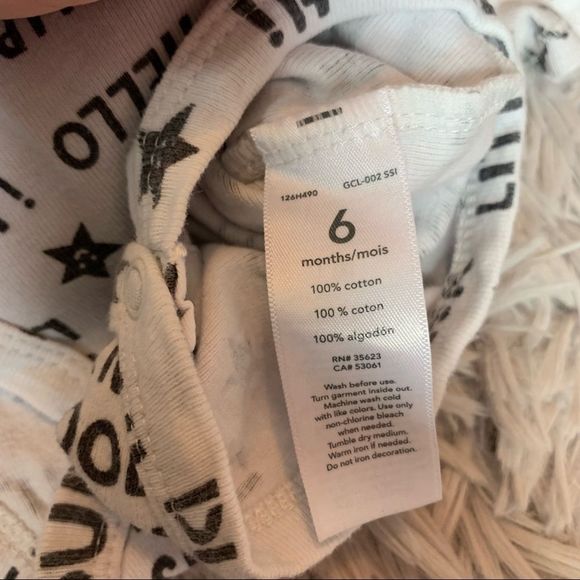 HELLO
LIT
126H490 GCL-002 SSI
6
months/mois
100% cotton
100 % coton
100% algodón
RN# 35623
CA# 53061
Wash before use.
Turn garment inside out.
Machine wash cold
with like colors. Use only
non-chlorine bleach
when needed.
Tumble dry medium.
Warm iron if needed.
Do not iron decoration.